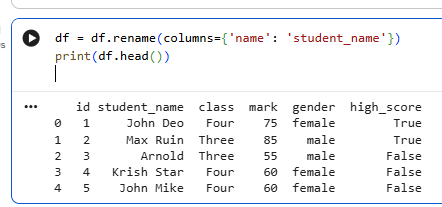 df = df.rename(columns={'name': 'student_name'})
print(df.head())
id student_name class mark gender high_score
0 1 John Deo Four 75 female True
1 2 Max Ruin Three 85 male True
2 3 Arnold Three 55 male False
3 4 Krish Star Four 60 female False
4 5 John Mike Four 60 female False